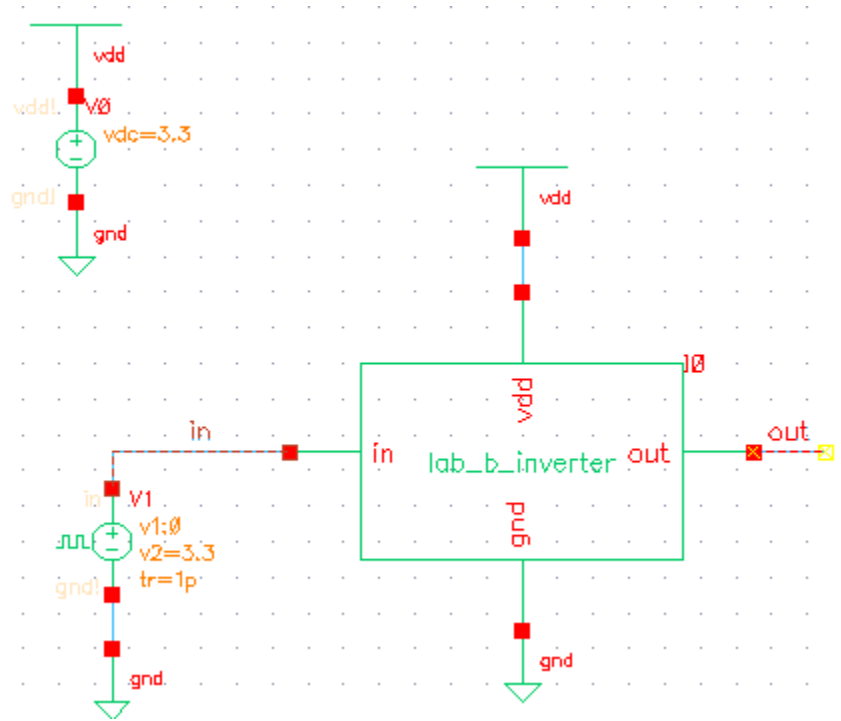 vdd
vdd!
V0
vdc=3.3
gnd!
gnd
vdd
I0
vdd
in
in
lab_b_inverter
out
out
gnd
in
V1
v1:0
v2=3.3
tr=1p
gnd!
gnd
gnd